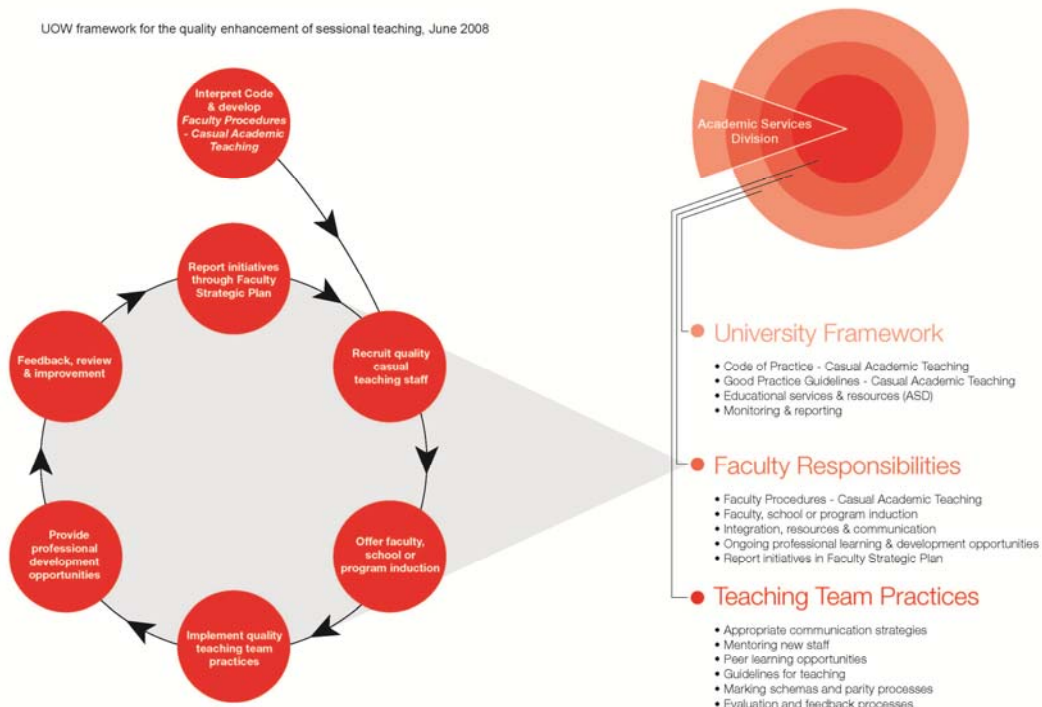 UOW framework for the quality enhancement of sessional teaching, June 2008
Interpret Code
& develop
Faculty Procedures
- Casual Academic
Teaching
Report initiatives
through Faculty
Strategic Plan
Recruit quality
casual
teaching staff
Offer faculty,
school or
program induction
Implement quality
teaching team
practices
Provide
professional
development
opportunities
Feedback, review
& improvement
Academic Services
Division
University Framework
• Code of Practice - Casual Academic Teaching
• Good Practice Guidelines - Casual Academic Teaching
• Educational services & resources (ASD)
• Monitoring & reporting
Faculty Responsibilities
• Faculty Procedures - Casual Academic Teaching
• Faculty, school or program induction
• Integration, resources & communication
• Ongoing professional learning & development opportunities
• Report initiatives in Faculty Strategic Plan
Teaching Team Practices
• Appropriate communication strategies
• Mentoring new staff
• Peer learning opportunities
• Guidelines for teaching
• Marking schemas and parity processes
• Evaluation and feedback processes